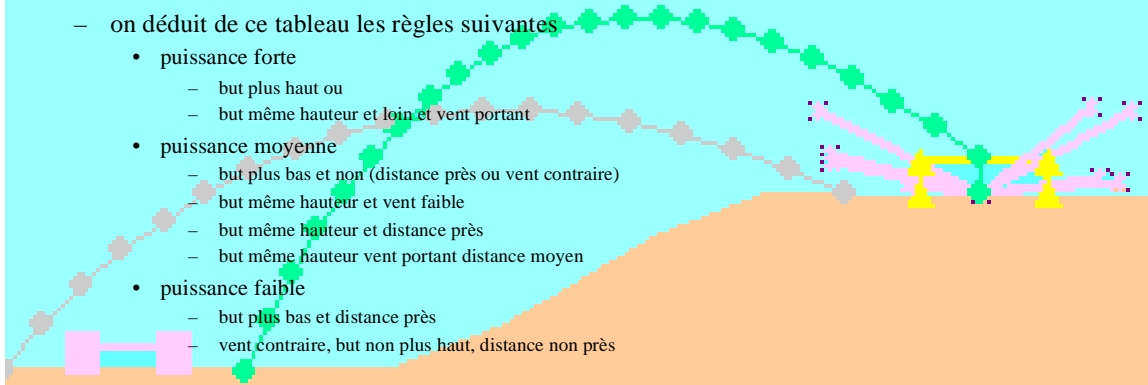 – on déduit de ce tableau les règles suivantes
• puissance forte
– but plus haut ou
– but même hauteur et loin et vent portant
• puissance moyenne
– but plus bas et non (distance près ou vent contraire)
– but même hauteur et vent faible
– but même hauteur et distance près
– but même hauteur vent portant distance moyen
• puissance faible
– but plus bas et distance près
– vent contraire, but non plus haut, distance non près